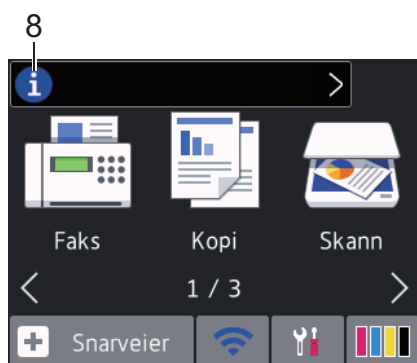 8
i
Faks Kopi Skann
1 / 3
Snarveier